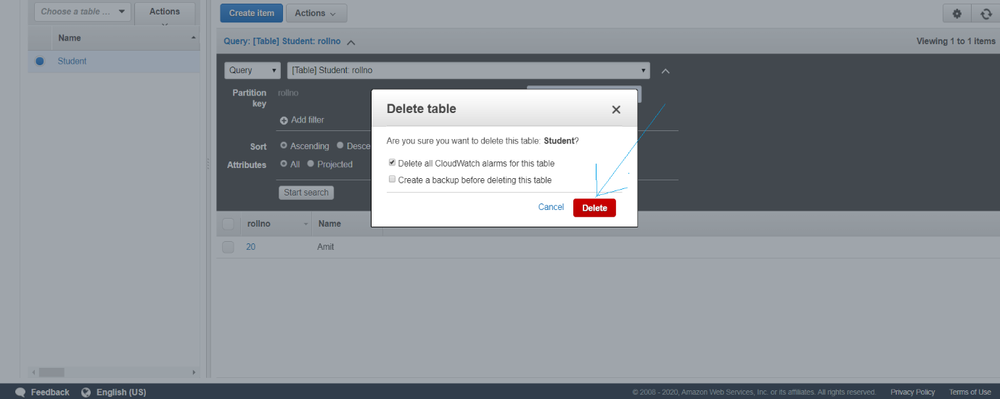 Choose a table ...
Actions
Name
Student
Create item
Actions
Query: [Table] Student: rollno
Viewing 1 to 1 items
Query
[Table] Student: rollno
Partition
key
rollno
Add filter
Sort
Ascending
Desce
Attributes
All
Projected
Start search
rollno
Name
20
Amit
Delete table
Are you sure you want to delete this table: Student?
Delete all CloudWatch alarms for this table
Create a backup before deleting this table
Cancel
Delete
Feedback
English (US)
© 2008 - 2020, Amazon Web Services, Inc. or its affiliates. All rights reserved.
Privacy Policy
Terms of Use